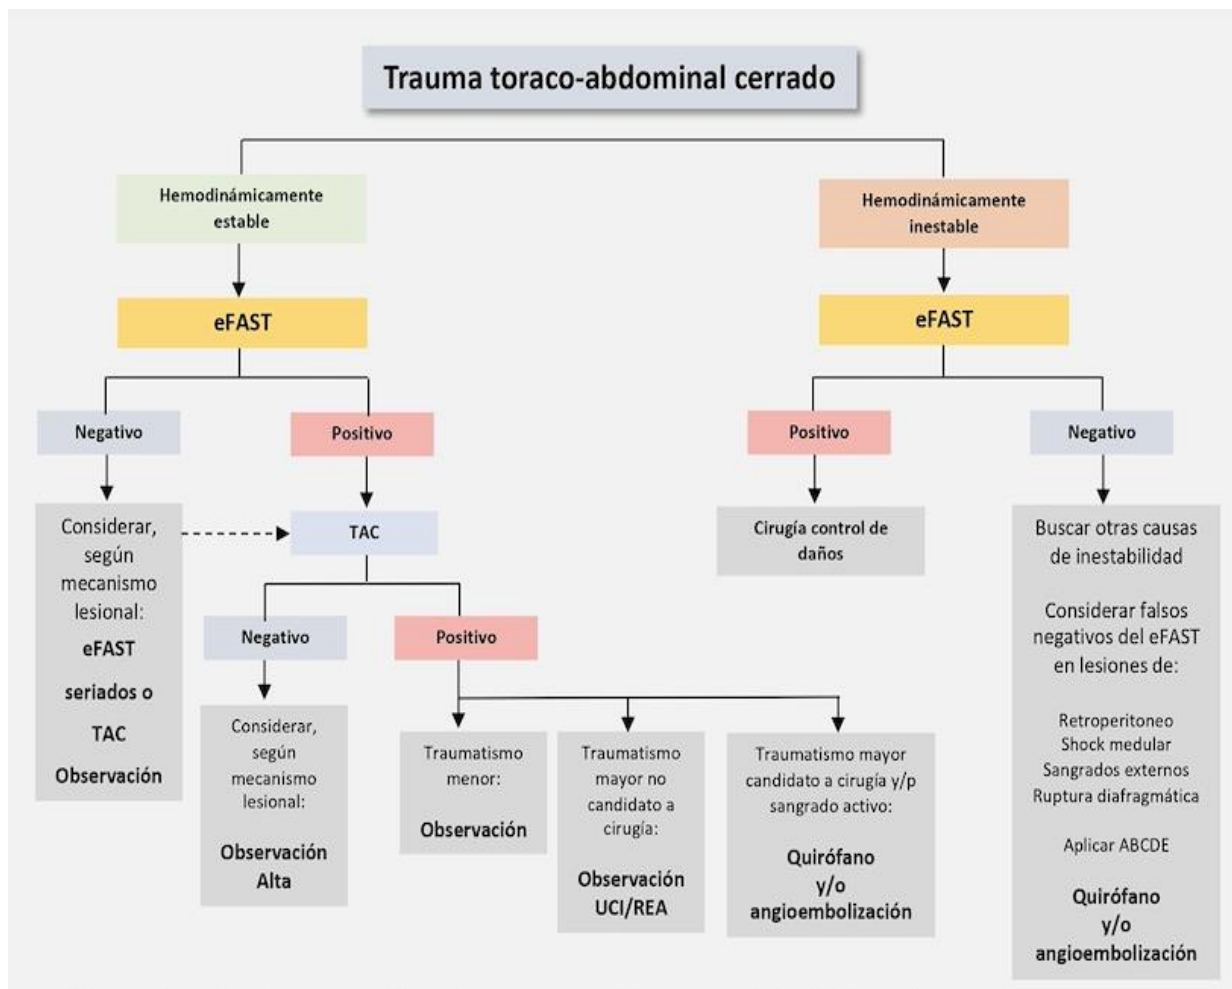 Trauma toraco-abdominal cerrado
Hemodinámicamente
estable
Hemodinámicamente
inestable
eFAST
eFAST
Negativo
Positivo
Positivo
Negativo
Considerar,
según
mecanismo
lesional:
eFAST
seriados o
TAC
Observación
TAC
Cirugía control de
daños
Buscar otras causas
de inestabilidad
Considerar falsos
negativos del eFAST
en lesiones de:
Retroperitoneo
Shock medular
Sangrados externos
Ruptura diafragmática
Aplicar ABCDE
Quirófano
y/o
angioembolización
Negativo
Positivo
Considerar,
según
mecanismo
lesional:
Observación
Alta
Traumatismo
menor:
Observación
Traumatismo
mayor no
candidato a
cirugía:
Observación
UCI/REA
Traumatismo mayor
candidato a cirugía y/p
sangrado activo:
Quirófano
y/o
angioembolización